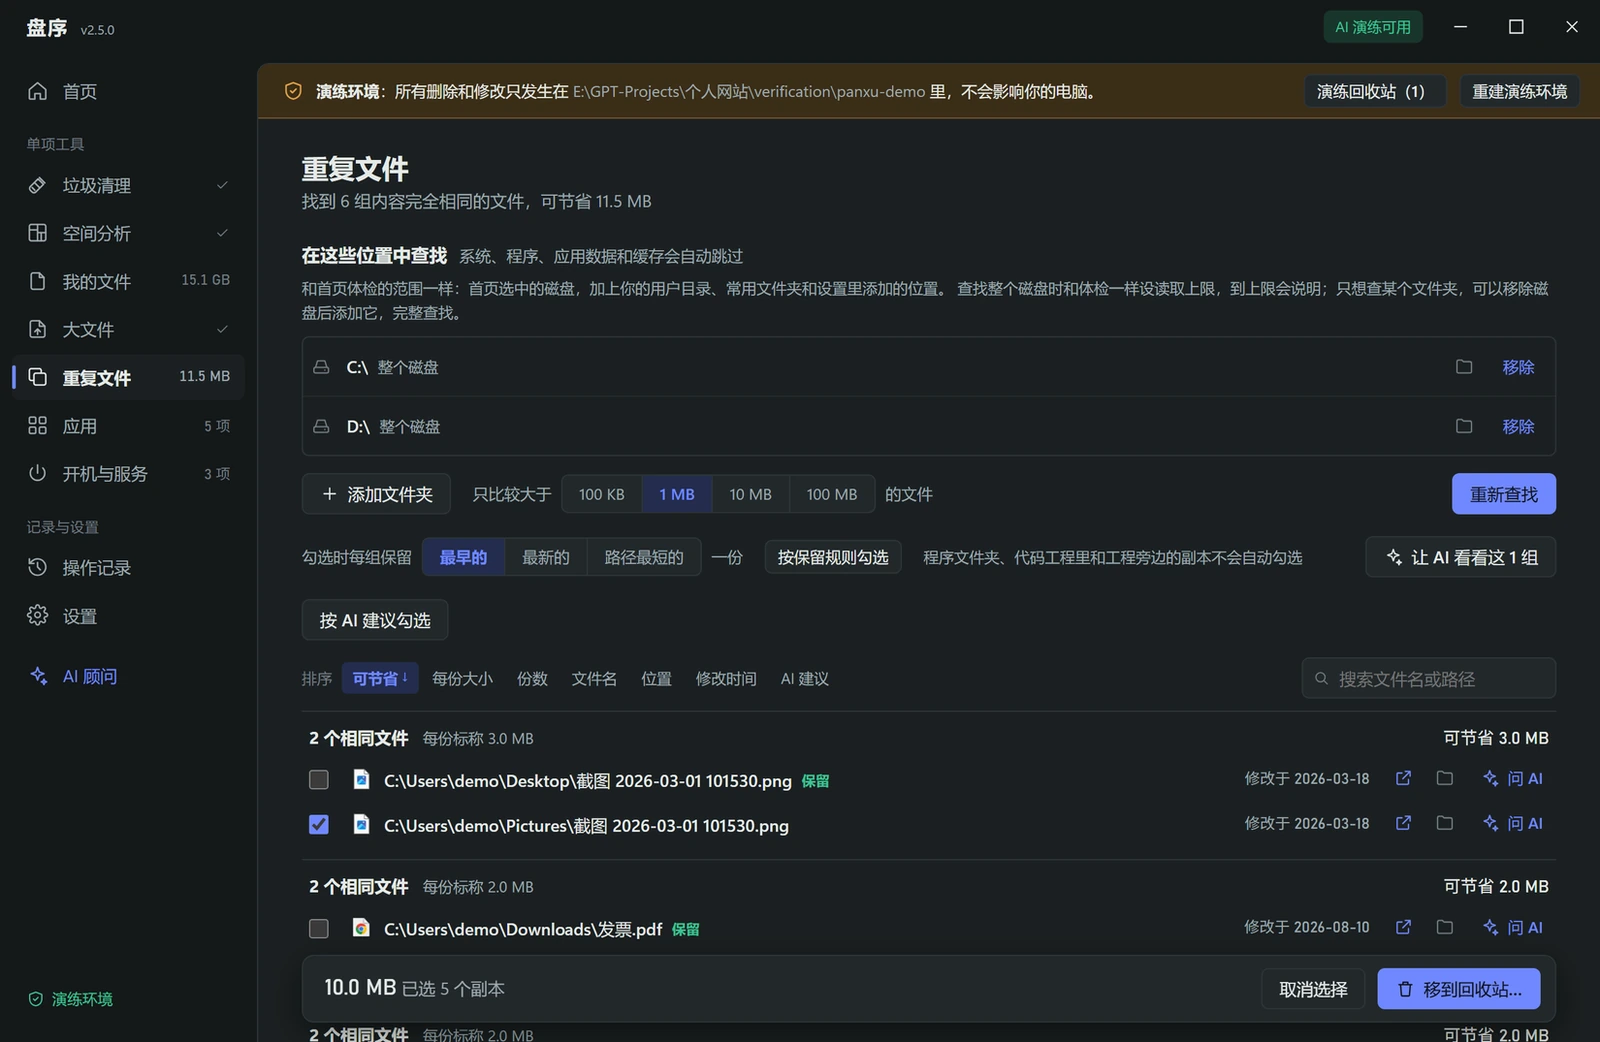 盘序 v2.5.0
AI 演练可用
首页
单项工具
垃圾清理
空间分析
我的文件 15.1 GB
大文件
重复文件 11.5 MB
应用 5 项
开机与服务 3 项
记录与设置
操作记录
设置
AI 顾问
演练环境
演练环境：所有删除和修改只发生在 E:\GPT-Projects\个人网站\verification\panxu-demo 里，不会影响你的电脑。
演练回收站（1）
重建演练环境
重复文件
找到 6 组内容完全相同的文件，可节省 11.5 MB
在这些位置中查找 系统、程序、应用数据和缓存会自动跳过
和首页体检的范围一样：首页选中的磁盘，加上你的用户目录、常用文件夹和设置里添加的位置。 查找整个磁盘时和体检一样设读取上限，到上限会说明；只想查某个文件夹，可以移除磁
盘后添加它，完整查找。
C:\ 整个磁盘 移除
D:\ 整个磁盘 移除
添加文件夹 只比较大于 100 KB 1 MB 10 MB 100 MB 的文件 重新查找
勾选时每组保留 最早的 最新的 路径最短的 一份 按保留规则勾选 程序文件夹、代码工程里和工程旁边的副本不会自动勾选 让 AI 看看这 1 组
按 AI 建议勾选
排序 可节省↓ 每份大小 份数 文件名 位置 修改时间 AI 建议 搜索文件名或路径
2 个相同文件 每份标称 3.0 MB 可节省 3.0 MB
C:\Users\demo\Desktop\截图 2026-03-01 101530.png 保留 修改于 2026-03-18 问 AI
C:\Users\demo\Pictures\截图 2026-03-01 101530.png 修改于 2026-03-18 问 AI
2 个相同文件 每份标称 2.0 MB 可节省 2.0 MB
C:\Users\demo\Downloads\发票.pdf 保留 修改于 2026-08-10 问 AI
10.0 MB 已选 5 个副本 取消选择 移到回收站...
2 个相同文件 每份标称 2.0 MB 可节省 2.0 MB